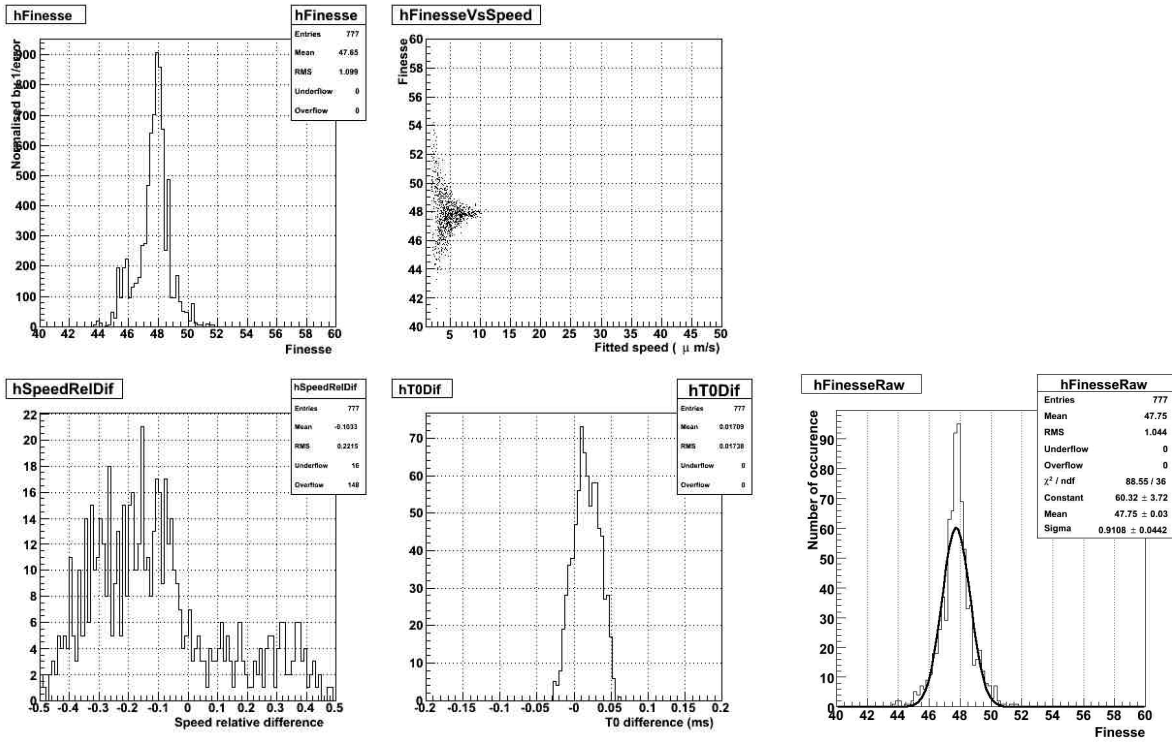 hFinesse
hFinesse
Entries 777
Mean 47.65
RMS 1.099
Underflow 0
Overflow 0
Normalised by 1/error
900
800
700
600
500
400
300
200
100
0
40 42 44 46 48 50 52 54 56 58 60
Finesse
hFinesseVsSpeed
Finesse
60
58
56
54
52
50
48
46
44
42
40
5 10 15 20 25 30 35 40 45 50
Fitted speed ( μ m/s)
hSpeedRelDif
hSpeedRelDif
Entries 777
Mean -0.1033
RMS 0.2215
Underflow 16
Overflow 148
22
20
18
16
14
12
10
8
6
4
2
0
-0.5 -0.4 -0.3 -0.2 -0.1 0 0.1 0.2 0.3 0.4 0.5
Speed relative difference
hT0Dif
hT0Dif
Entries 777
Mean 0.01709
RMS 0.01738
Underflow 0
Overflow 0
70
60
50
40
30
20
10
0
-0.2 -0.15 -0.1 -0.05 -0 0.05 0.1 0.15 0.2
T0 difference (ms)
hFinesseRaw
hFinesseRaw
Entries 777
Mean 47.75
RMS 1.044
Underflow 0
Overflow 0
χ² / ndf 88.55 / 36
Constant 60.32 ± 3.72
Mean 47.75 ± 0.03
Sigma 0.9108 ± 0.0442
Number of occurence
90
80
70
60
50
40
30
20
10
0
40 42 44 46 48 50 52 54 56 58 60
Finesse